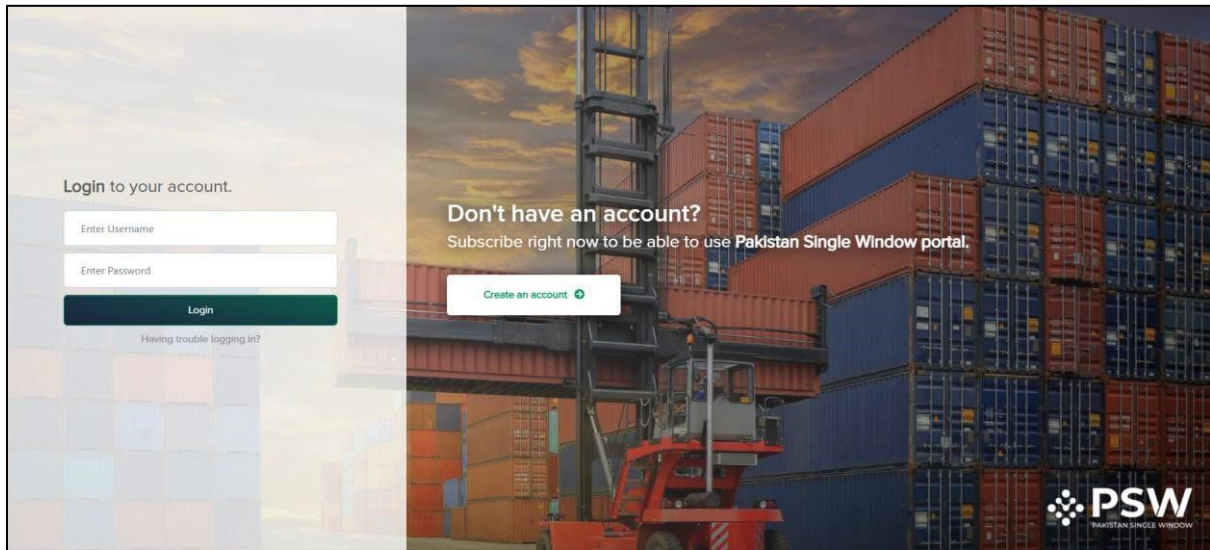 Login to your account.
Enter Username
Enter Password
Login
Having trouble logging in?
Don't have an account?
Subscribe right now to be able to use Pakistan Single Window portal.
Create an account
PSW
PAKISTAN SINGLE WINDOW